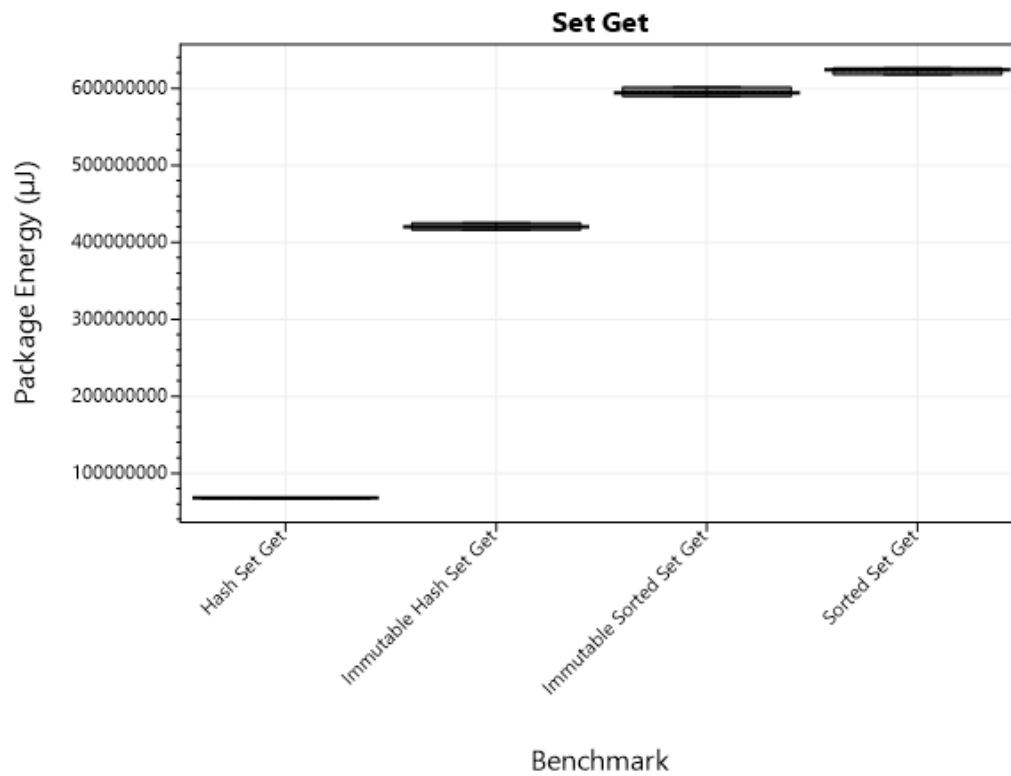 Set Get
Package Energy (µJ)
600000000
500000000
400000000
300000000
200000000
100000000
Hash Set Get
Immutable Hash Set Get
Immutable Sorted Set Get
Sorted Set Get
Benchmark